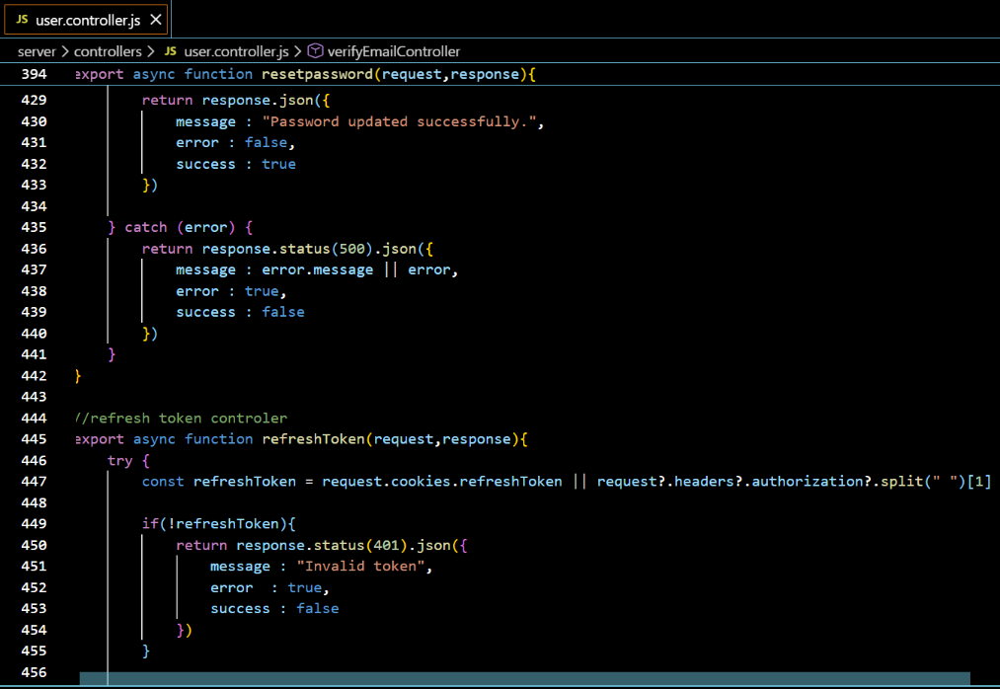 JS user.controller.js ×
server > controllers > JS user.controller.js > verifyEmailController
394 export async function resetpassword(request,response){
429         return response.json({
430             message : "Password updated successfully.",
431             error : false,
432             success : true
433         })
434
435     } catch (error) {
436         return response.status(500).json({
437             message : error.message || error,
438             error : true,
439             success : false
440         })
441     }
442 }
443
444 //refresh token controler
445 export async function refreshToken(request,response){
446     try {
447         const refreshToken = request.cookies.refreshToken || request?.headers?.authorization?.split(" ")[1]
448
449         if(!refreshToken){
450             return response.status(401).json({
451                 message : "Invalid token",
452                 error  : true,
453                 success : false
454             })
455         }
456